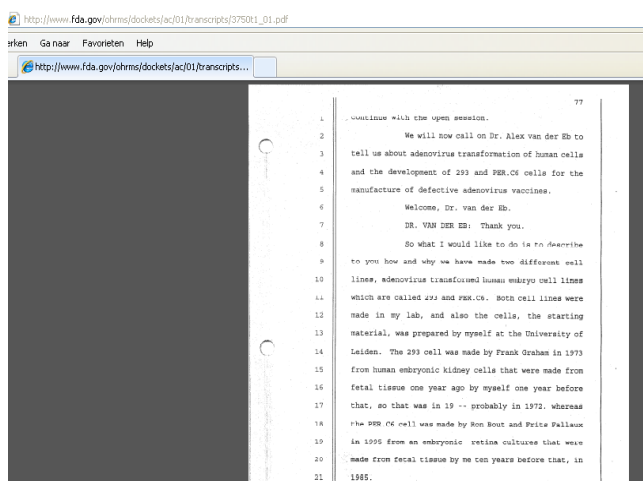 http://www.fda.gov/ohrms/dockets/ac/01/transcripts/3750t1_01.pdf
erken Ga naar Favorieten Help
http://www.fda.gov/ohrms/dockets/ac/01/transcripts...
77
1 continue with the open session.
2 We will now call on Dr. Alex van der Eb to
3 tell us about adenovirus transformation of human cells
4 and the development of 293 and PER.C6 cells for the
5 manufacture of defective adenovirus vaccines.
6 Welcome, Dr. van der Eb.
7 DR. VAN DER EB: Thank you.
8 So what I would like to do is to describe
9 to you how and why we have made two different cell
10 lines, adenovirus transformed human embryo cell lines
11 which are called 293 and PER.C6. Both cell lines were
12 made in my lab, and also the cells, the starting
13 material, was prepared by myself at the University of
14 Leiden. The 293 cell was made by Frank Graham in 1973
15 from human embryonic kidney cells that were made from
16 fetal tissue one year ago by myself one year before
17 that, so that was in 19 -- probably in 1972, whereas
18 the PER.C6 cell was made by Ron Bout and Frits Fallaux
19 in 1995 from an embryonic retina cultures that were
20 made from fetal tissue by me ten years before that, in
21 1985.